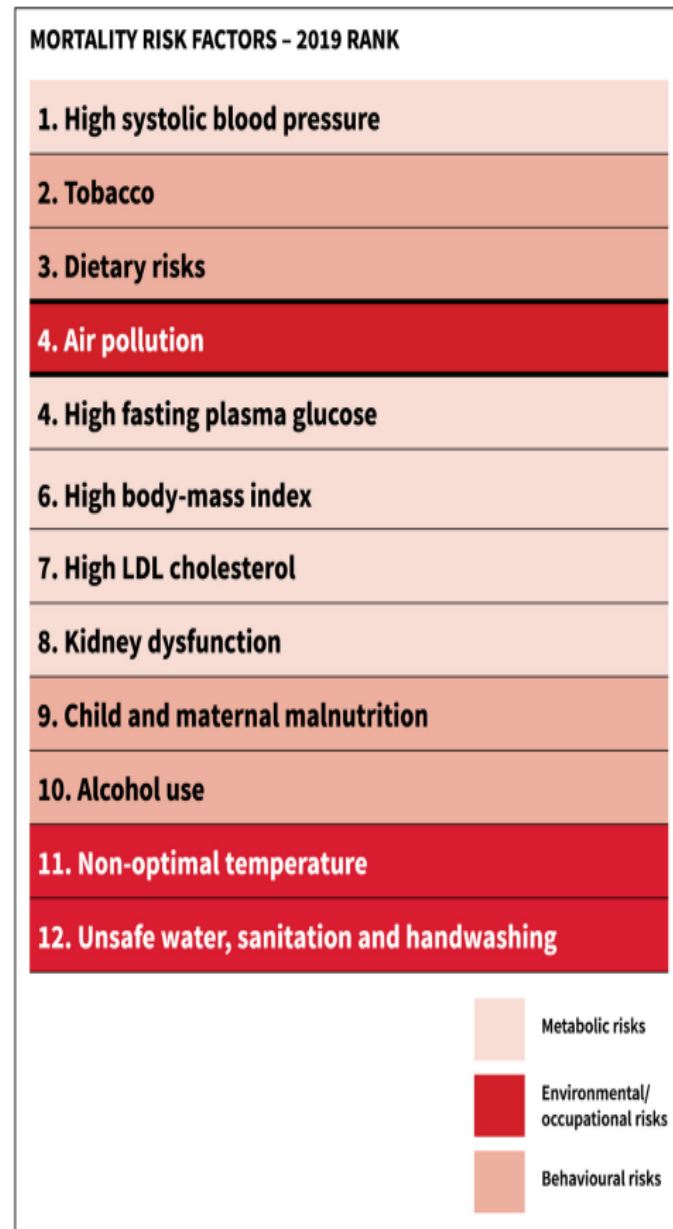 MORTALITY RISK FACTORS – 2019 RANK
1. High systolic blood pressure
2. Tobacco
3. Dietary risks
4. Air pollution
4. High fasting plasma glucose
6. High body-mass index
7. High LDL cholesterol
8. Kidney dysfunction
9. Child and maternal malnutrition
10. Alcohol use
11. Non-optimal temperature
12. Unsafe water, sanitation and handwashing
Metabolic risks
Environmental/
occupational risks
Behavioural risks